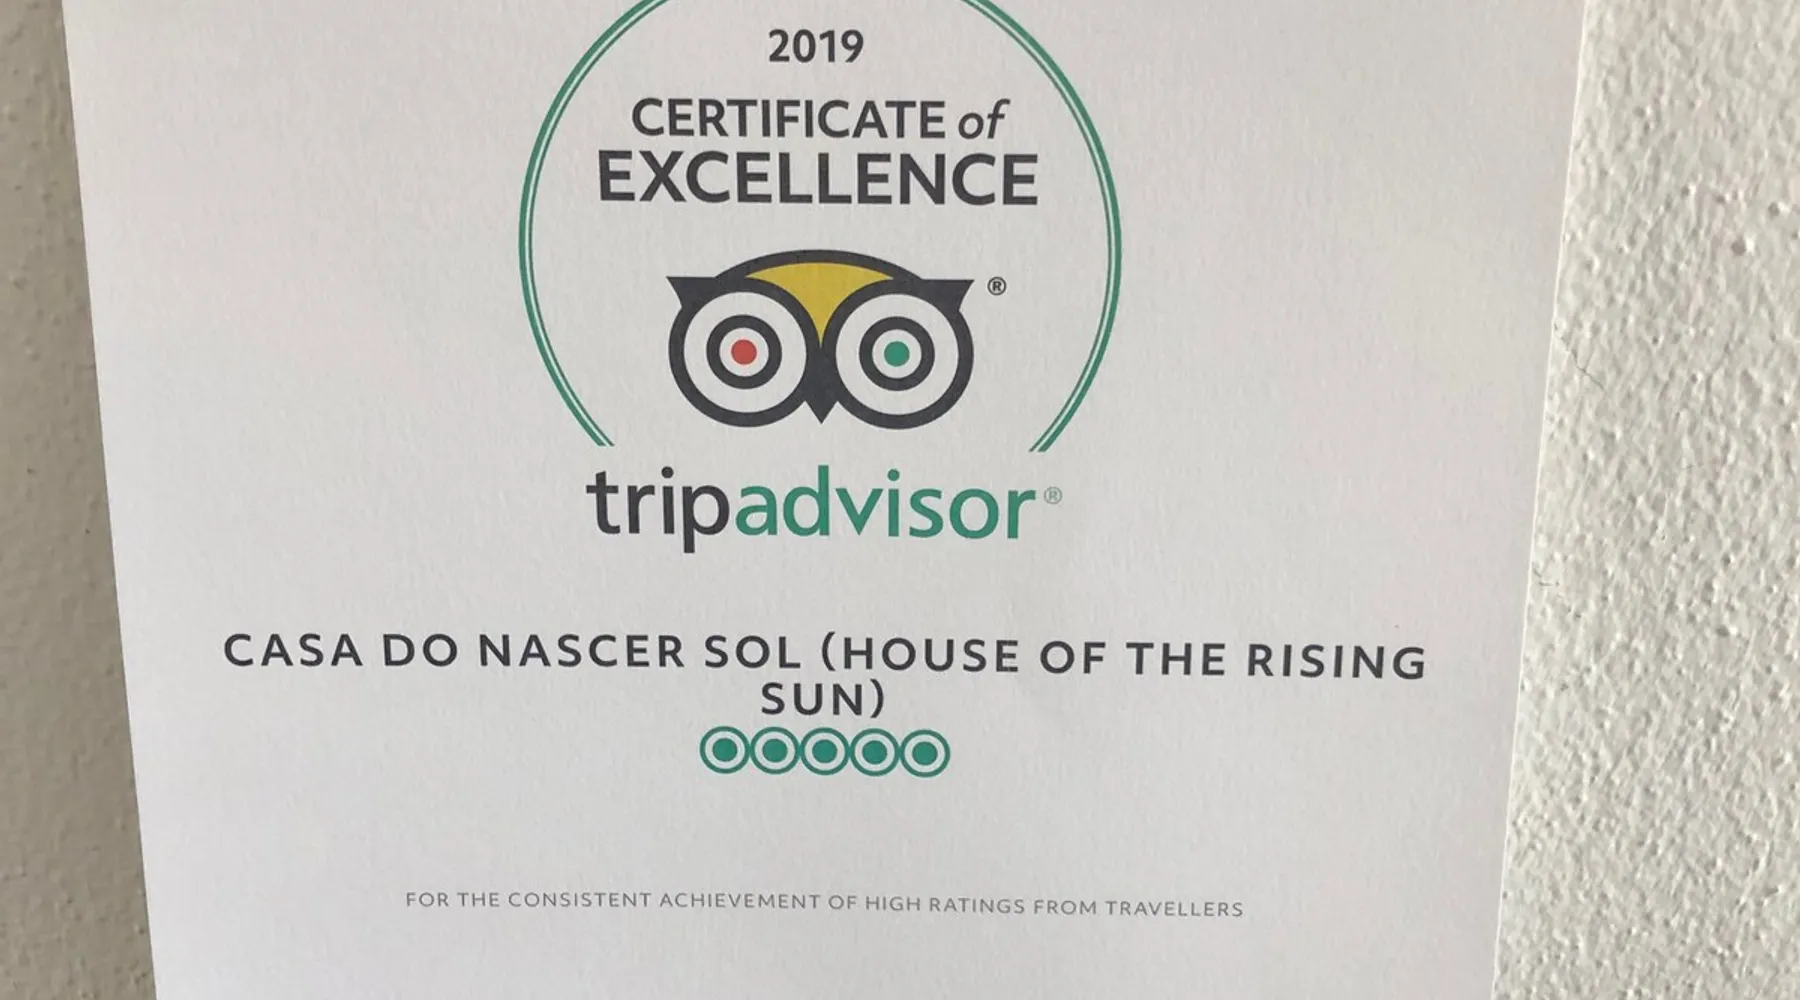 2019
CERTIFICATE of
EXCELLENCE
®
tripadvisor®
CASA DO NASCER SOL (HOUSE OF THE RISING
SUN)
FOR THE CONSISTENT ACHIEVEMENT OF HIGH RATINGS FROM TRAVELLERS